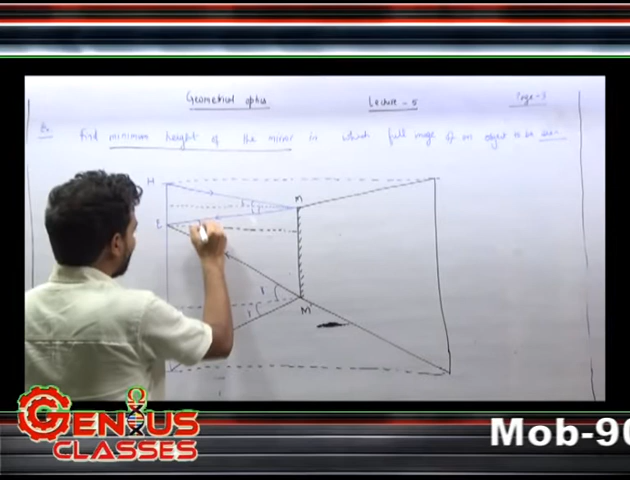 Geometrical optics Lecture - 5 Page - 3
Ex. Find minimum height of the mirror in which full image of an object is to be
H
M
E
i
i
M'
GENIUS
CLASSES
Mob-90